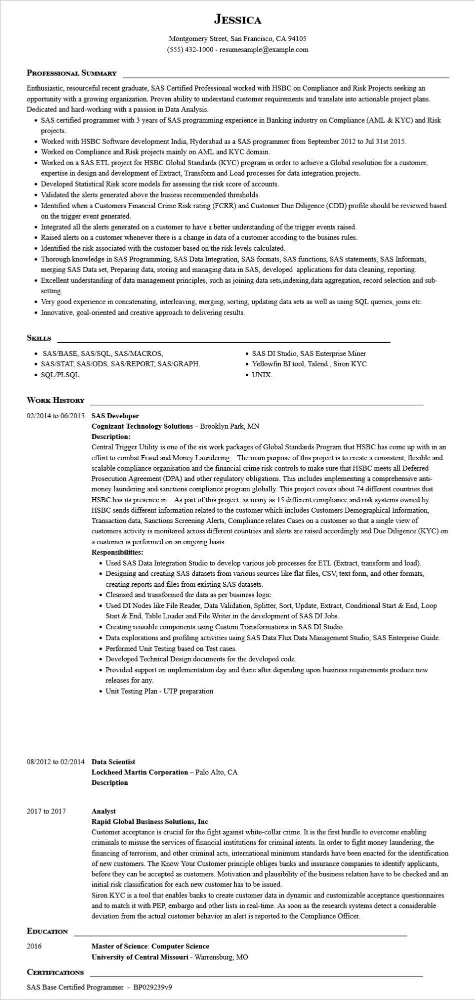 Jessica
Montgomery Street, San Francisco, CA 94105
(555) 432-1000 - resumesample@example.com
Professional Summary
Enthusiastic, resourceful recent graduate, SAS Certified Professional worked with HSBC on Compliance and Risk Projects seeking an
opportunity with a growing organization. Proven ability to understand customer requirements and translate into actionable project plans.
Dedicated and hard-working with a passion in Data Analysis.
• SAS certified programmer with 3 years of SAS programming experience in Banking industry on Compliance (AML & KYC) and Risk
projects.
• Worked with HSBC Software development India, Hyderabad as a SAS programmer from September 2012 to Jul 31st 2015.
• Worked on Compliance and Risk projects mainly on AML and KYC domain.
• Worked on a SAS ETL project for HSBC Global Standards (KYC) program in order to achieve a Global resolution for a customer,
expertise in design and development of Extract, Transform and Load processes for data integration projects.
• Developed Statistical Risk score models for assessing the risk score of accounts.
• Validated the alerts generated above the busiess recommended thresholds.
• Identified when a Customers Financial Crime Risk rating (FCRR) and Customer Due Diligence (CDD) profile should be reviewed based
on the trigger event generated.
• Integrated all the alerts generated on a customer to have a better understanding of the trigger events raised.
• Raised alerts on a customer whenever there is a change in data of a customer accoding to the busines rules.
• Identified the risk associated with the customer based on the risk levels calculated.
• Thorough knowledge in SAS Programming, SAS Data Integration, SAS formats, SAS functions, SAS statements, SAS Informats,
merging SAS Data set, Preparing data, storing and managing data in SAS, developed  applications for data cleaning, reporting.
• Excellent understanding of data management principles, such as joining data sets,indexing,data aggregation, record selection and sub-
setting.
• Very good experience in concatenating, interleaving, merging, sorting, updating data sets as well as using SQL queries, joins etc.
• Innovative, goal-oriented and creative approach to delivering results.
Skills
• SAS/BASE, SAS/SQL, SAS/MACROS,
• SAS/STAT, SAS/ODS, SAS/REPORT, SAS/GRAPH.
• SQL/PLSQL
• SAS DI Studio, SAS Enterprise Miner
• Yellowfin BI tool, Talend , Siron KYC
• UNIX.
Work History
02/2014 to 06/2015 SAS Developer
Cognizant Technology Solutions – Brooklyn Park, MN
Description:
Central Trigger Utility is one of the six work packages of Global Standards Program that HSBC has come up with in an
effort to combat Fraud and Money Laundering.   The main purpose of this project is to create a consistent, flexible and
scalable compliance organisation and the financial crime risk controls to make sure that HSBC meets all Deferred
Prosecution Agreement (DPA) and other regulatory obligations. This includes implementing a comprehensive anti-
money laundering and sanctions compliance program globally. This project covers about 74 different countries that
HSBC has its presence in.   As part of this project, as many as 15 different compliance and risk systems owned by
HSBC sends different information related to the customer which includes Customers Demographical Information,
Transaction data, Sanctions Screening Alerts, Compliance relates Cases on a customer so that a single view of
customers activity is monitored across different countries and alerts are raised accordingly and Due Diligence (KYC) on
a customer is performed on an ongoing basis.
Responsibilities:
• Used SAS Data Integration Studio to develop various job processes for ETL (Extract, transform and load).
• Designing and creating SAS datasets from various sources like flat files, CSV, text form, and other formats,
creating reports and files from existing SAS datasets.
• Cleansed and transformed the data as per business logic.
• Used DI Nodes like File Reader, Data Validation, Splitter, Sort, Update, Extract, Conditional Start & End, Loop
Start & End, Table Loader and File Writer in the development of SAS DI Jobs.
• Creating reusable components using Custom Transformations in SAS DI Studio.
• Data explorations and profiling activities using SAS Data Flux Data Management Studio, SAS Enterprise Guide.
• Performed Unit Testing based on Test cases.
• Developed Technical Design documents for the developed code.
• Provided support on implementation day and there after depending upon business requirements produce new
releases for any.
• Unit Testing Plan - UTP preparation
08/2012 to 02/2014 Data Scientist
Lockheed Martin Corporation – Palo Alto, CA
Description
2017 to 2017 Analyst
Rapid Global Business Solutions, Inc
Customer acceptance is crucial for the fight against white-collar crime. It is the first hurdle to overcome enabling
criminals to misuse the services of financial institutions for criminal intents. In order to fight money laundering, the
financing of terrorism, and other criminal acts, international minimum standards have been enacted for the identification
of new customers. The Know Your Customer principle obliges banks and insurance companies to identify applicants,
before they can be accepted as customers. Motivation and plausibility of the business relation have to be checked and an
initial risk classification for each new customer has to be issued.
Siron KYC is a tool that enables banks to create customer data in dynamic and customizable acceptance questionnaires
and to match it with PEP, embargo and other lists in real-time. As soon as the research systems detect a considerable
deviation from the actual customer behavior an alert is reported to the Compliance Officer.
Education
2016 Master of Science: Computer Science
University of Central Missouri - Warrensburg, MO
Certifications
SAS Base Certified Programmer  -  BP029239v9